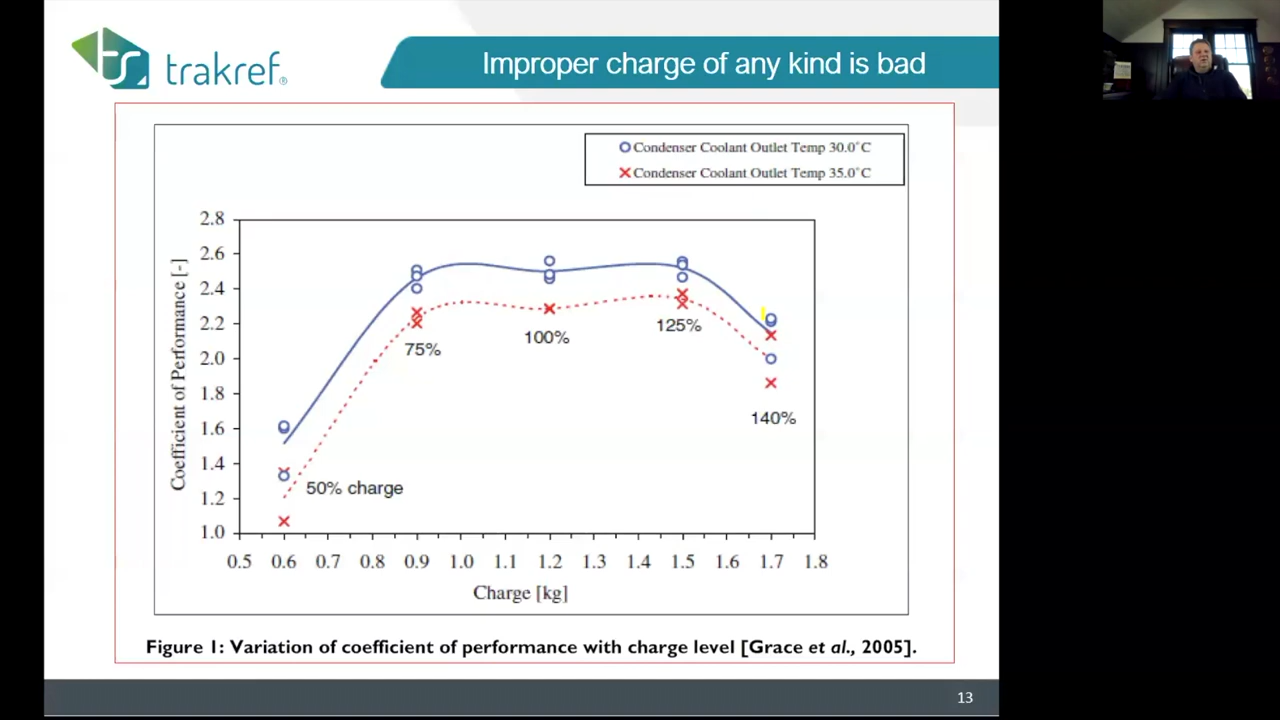 trakref®
Improper charge of any kind is bad
Condenser Coolant Outlet Temp 30.0°C
Condenser Coolant Outlet Temp 35.0°C
Coefficient of Performance [-]
2.8
2.6
2.4
2.2
2.0
1.8
1.6
1.4
1.2
1.0
50% charge
75%
100%
125%
140%
0.5 0.6 0.7 0.8 0.9 1.0 1.1 1.2 1.3 1.4 1.5 1.6 1.7 1.8
Charge [kg]
Figure 1: Variation of coefficient of performance with charge level [Grace et al., 2005].
13